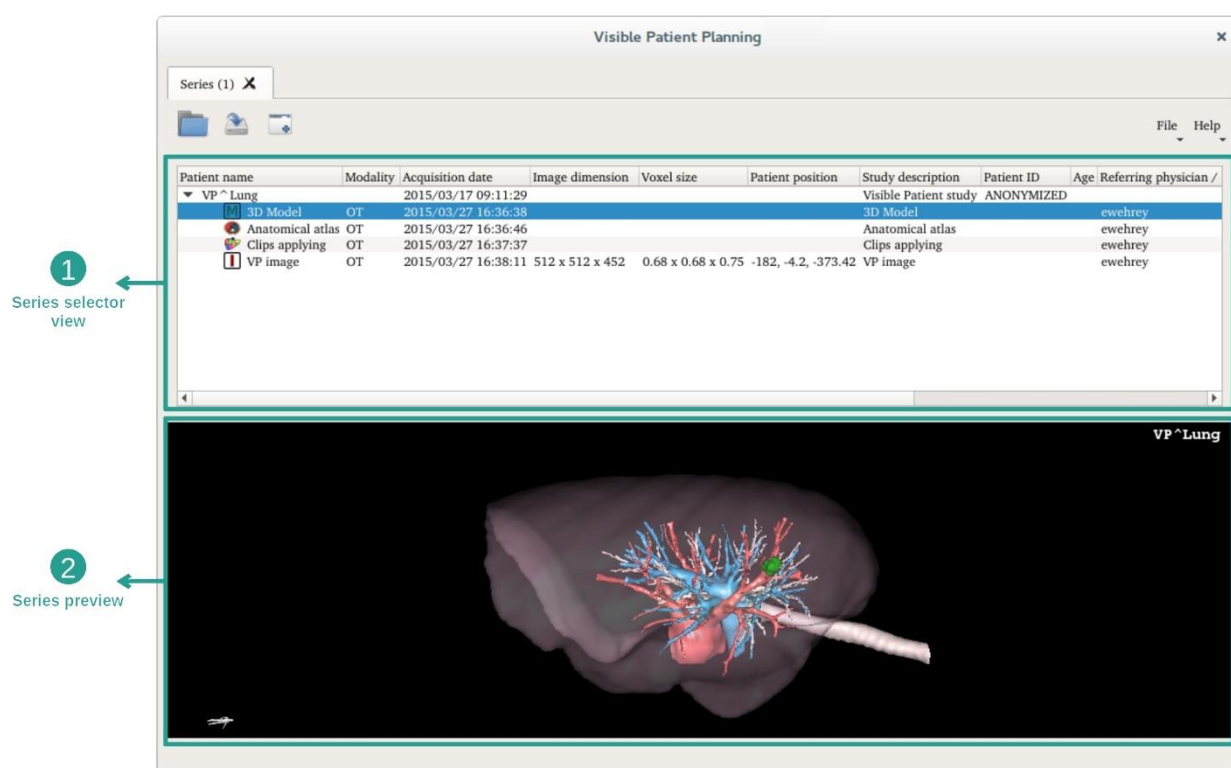 Visible Patient Planning
Series (1)
File Help
Patient name Modality Acquisition date Image dimension Voxel size Patient position Study description Patient ID Age Referring physician /
VP^Lung 2015/03/17 09:11:29 Visible Patient study ANONYMIZED
3D Model OT 2015/03/27 16:36:38 3D Model ewehrey
Anatomical atlas OT 2015/03/27 16:36:46 Anatomical atlas ewehrey
Clips applying OT 2015/03/27 16:37:37 Clips applying ewehrey
VP image OT 2015/03/27 16:38:11 512 x 512 x 452 0.68 x 0.68 x 0.75 -182, -4.2, -373.42 VP image ewehrey
1
Series selector
view
VP^Lung
2
Series preview